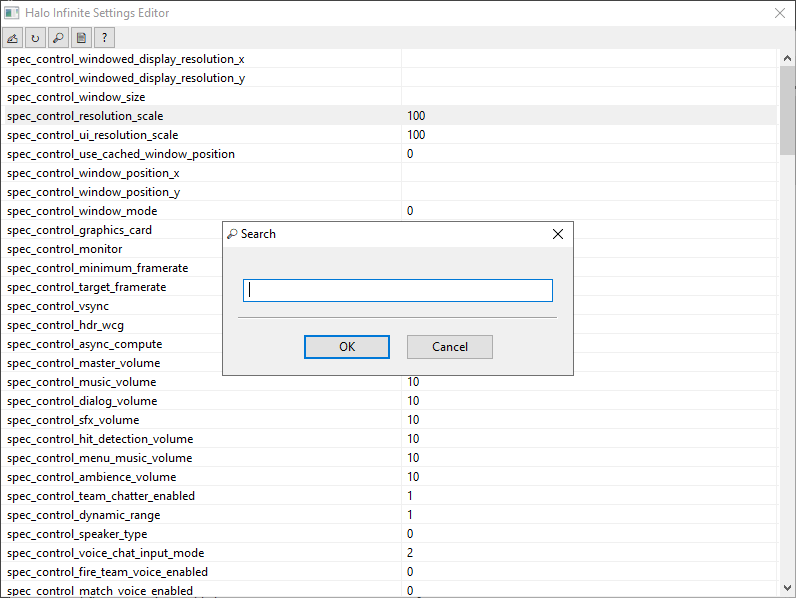 Halo Infinite Settings Editor
?
spec_control_windowed_display_resolution_x
spec_control_windowed_display_resolution_y
spec_control_window_size
spec_control_resolution_scale 100
spec_control_ui_resolution_scale 100
spec_control_use_cached_window_position 0
spec_control_window_position_x
spec_control_window_position_y
spec_control_window_mode 0
spec_control_graphics_card
spec_control_monitor
spec_control_minimum_framerate
spec_control_target_framerate
spec_control_vsync
spec_control_hdr_wcg
spec_control_async_compute
spec_control_master_volume
spec_control_music_volume 10
spec_control_dialog_volume 10
spec_control_sfx_volume 10
spec_control_hit_detection_volume 10
spec_control_menu_music_volume 10
spec_control_ambience_volume 10
spec_control_team_chatter_enabled 1
spec_control_dynamic_range 1
spec_control_speaker_type 0
spec_control_voice_chat_input_mode 2
spec_control_fire_team_voice_enabled 0
spec_control_match_voice_enabled 0
Search
OK Cancel